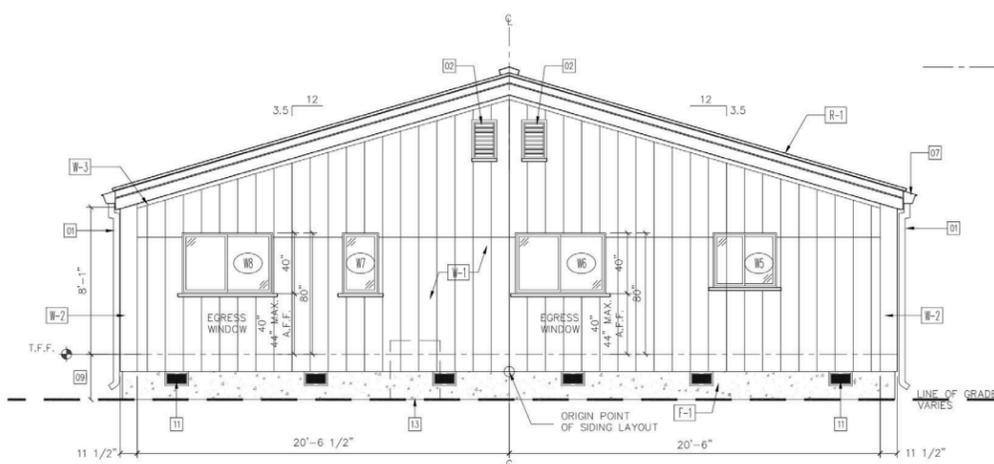 ℄
02
02
12
3.5
12
3.5
R-1
W-3
07
01
01
W8
W7
W6
W5
40"
80"
40"
80"
8'-1"
W-1
EGRESS
WINDOW
40"
44" MAX.
A.F.F.
EGRESS
WINDOW
40"
44" MAX.
A.F.F.
W-2
W-2
T.F.F.
09
LINE OF GRADE
VARIES
11
13
ORIGIN POINT
OF SIDING LAYOUT
F-1
11
11 1/2"
20'-6 1/2"
20'-6"
11 1/2"
℄